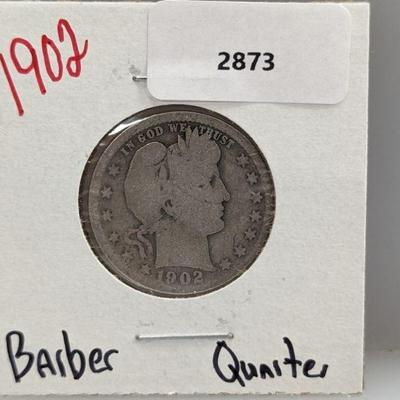 1902
2873
IN GOD WE TRUST
1902
Barber Quarter